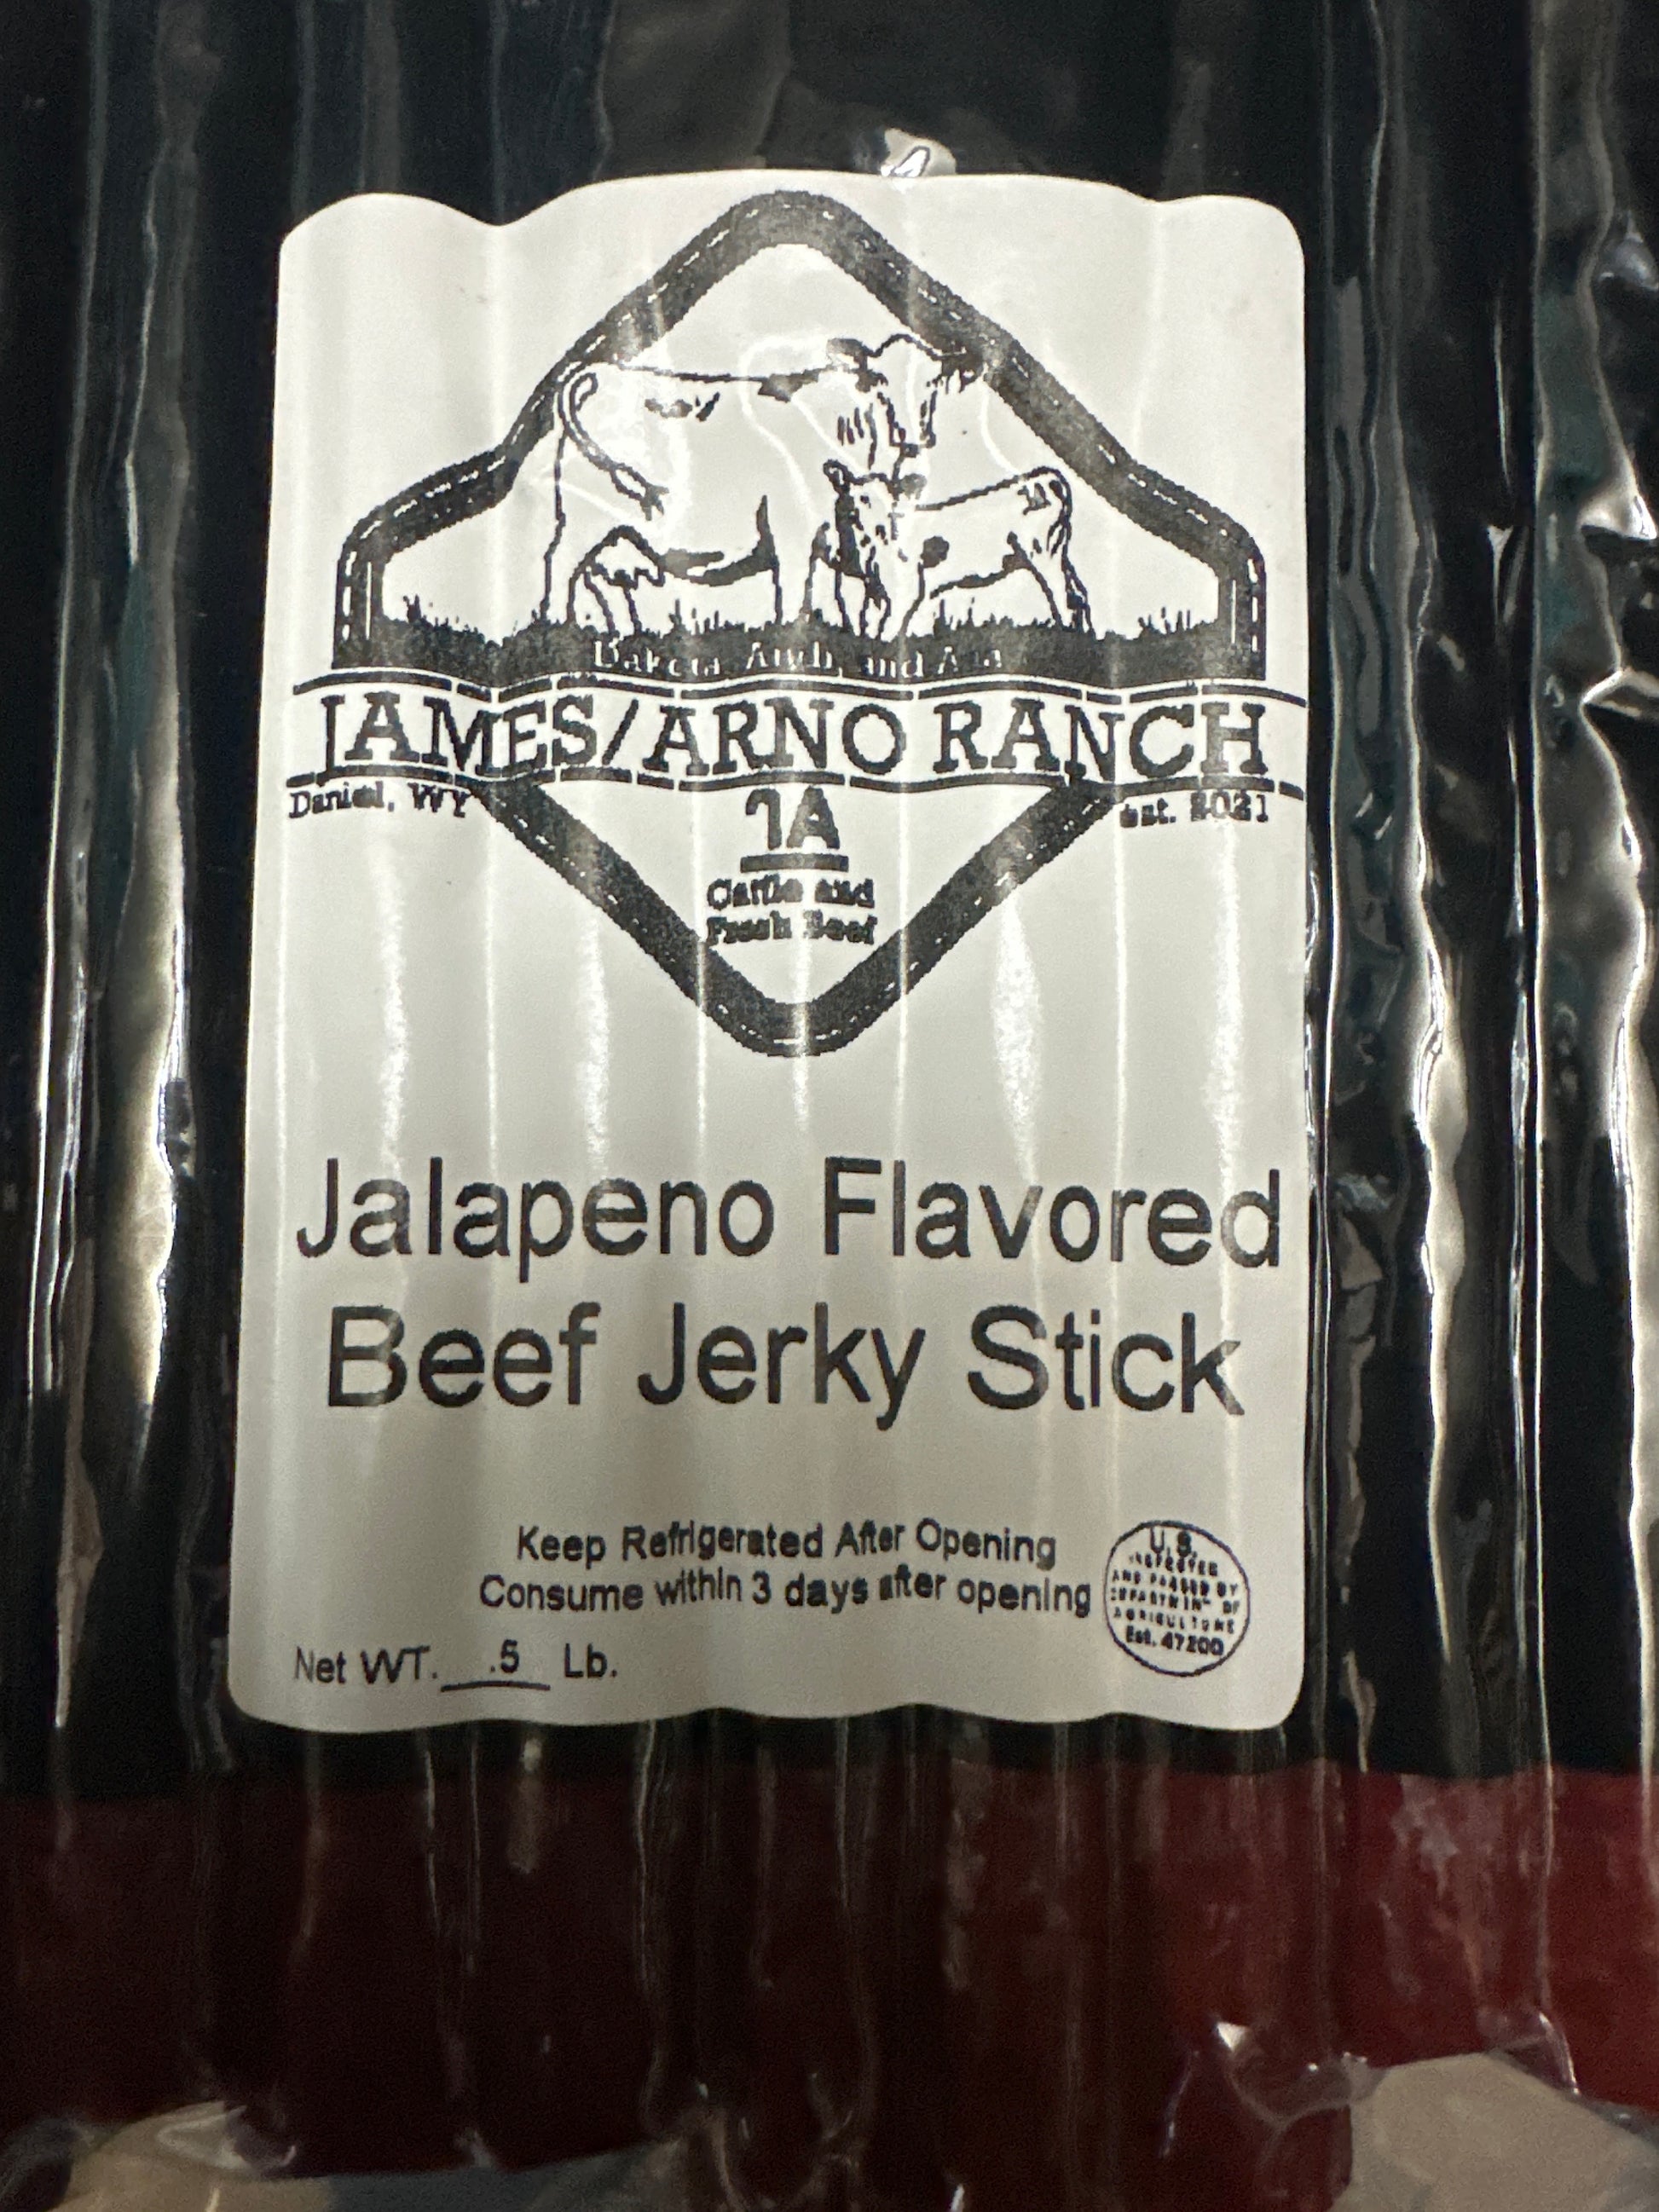 Dakota, Andi, and Ava
JAMES/ARNO RANCH
Daniel, WY
est. 2021
JA
Cattle and
Fresh Beef
Jalapeno Flavored
Beef Jerky Stick
Keep Refrigerated After Opening
Consume within 3 days after opening
U.S.
INSPECTED
AND PASSED BY
DEPARTMENT OF
AGRICULTURE
Est. 47200
Net WT. .5 Lb.